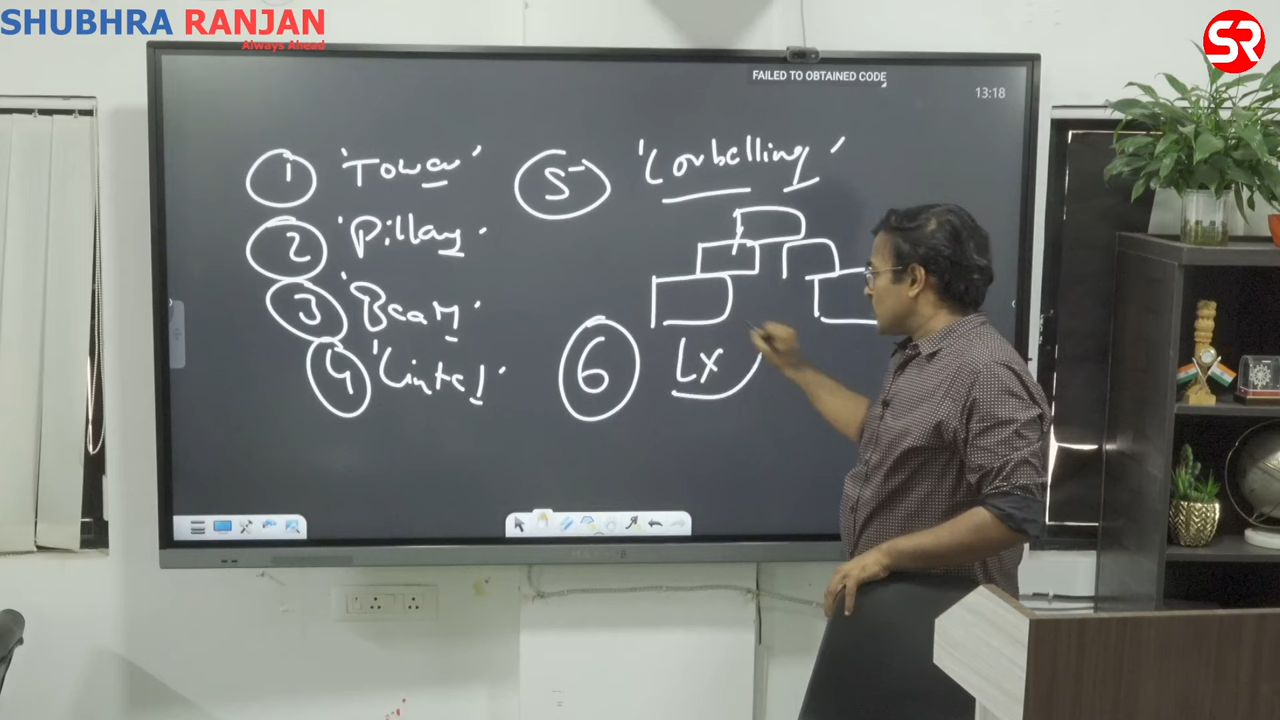 SHUBHRA RANJAN
Always Ahead
SR
FAILED TO OBTAINED CODE
13:18
1 'Tower'
2 'Pillar'
3 'Beam'
4 'Lintel'
5 'Corbelling'
6 LX